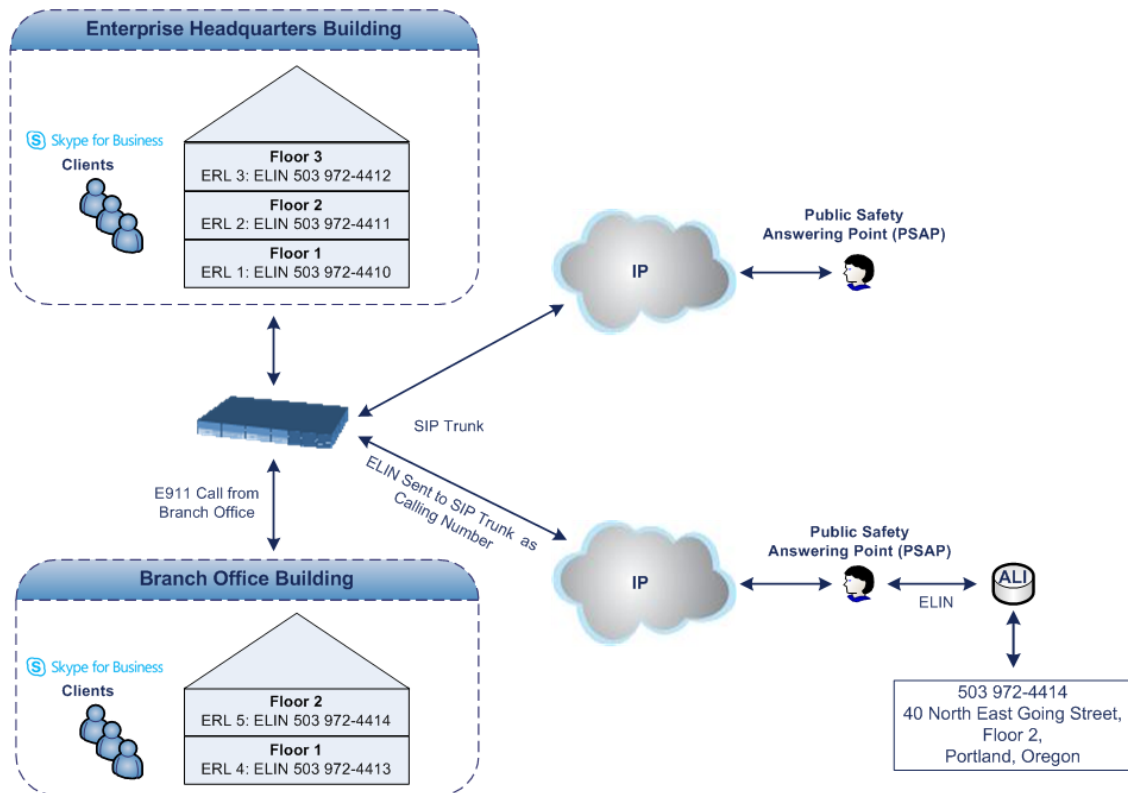 Enterprise Headquarters Building
Skype for Business
Clients
Floor 3
ERL 3: ELIN 503 972-4412
Floor 2
ERL 2: ELIN 503 972-4411
Floor 1
ERL 1: ELIN 503 972-4410
IP
Public Safety
Answering Point (PSAP)
SIP Trunk
ELIN Sent to SIP Trunk as
Calling Number
E911 Call from
Branch Office
IP
Public Safety
Answering Point (PSAP)
ELIN
ALI
503 972-4414
40 North East Going Street,
Floor 2,
Portland, Oregon
Branch Office Building
Skype for Business
Clients
Floor 2
ERL 5: ELIN 503 972-4414
Floor 1
ERL 4: ELIN 503 972-4413